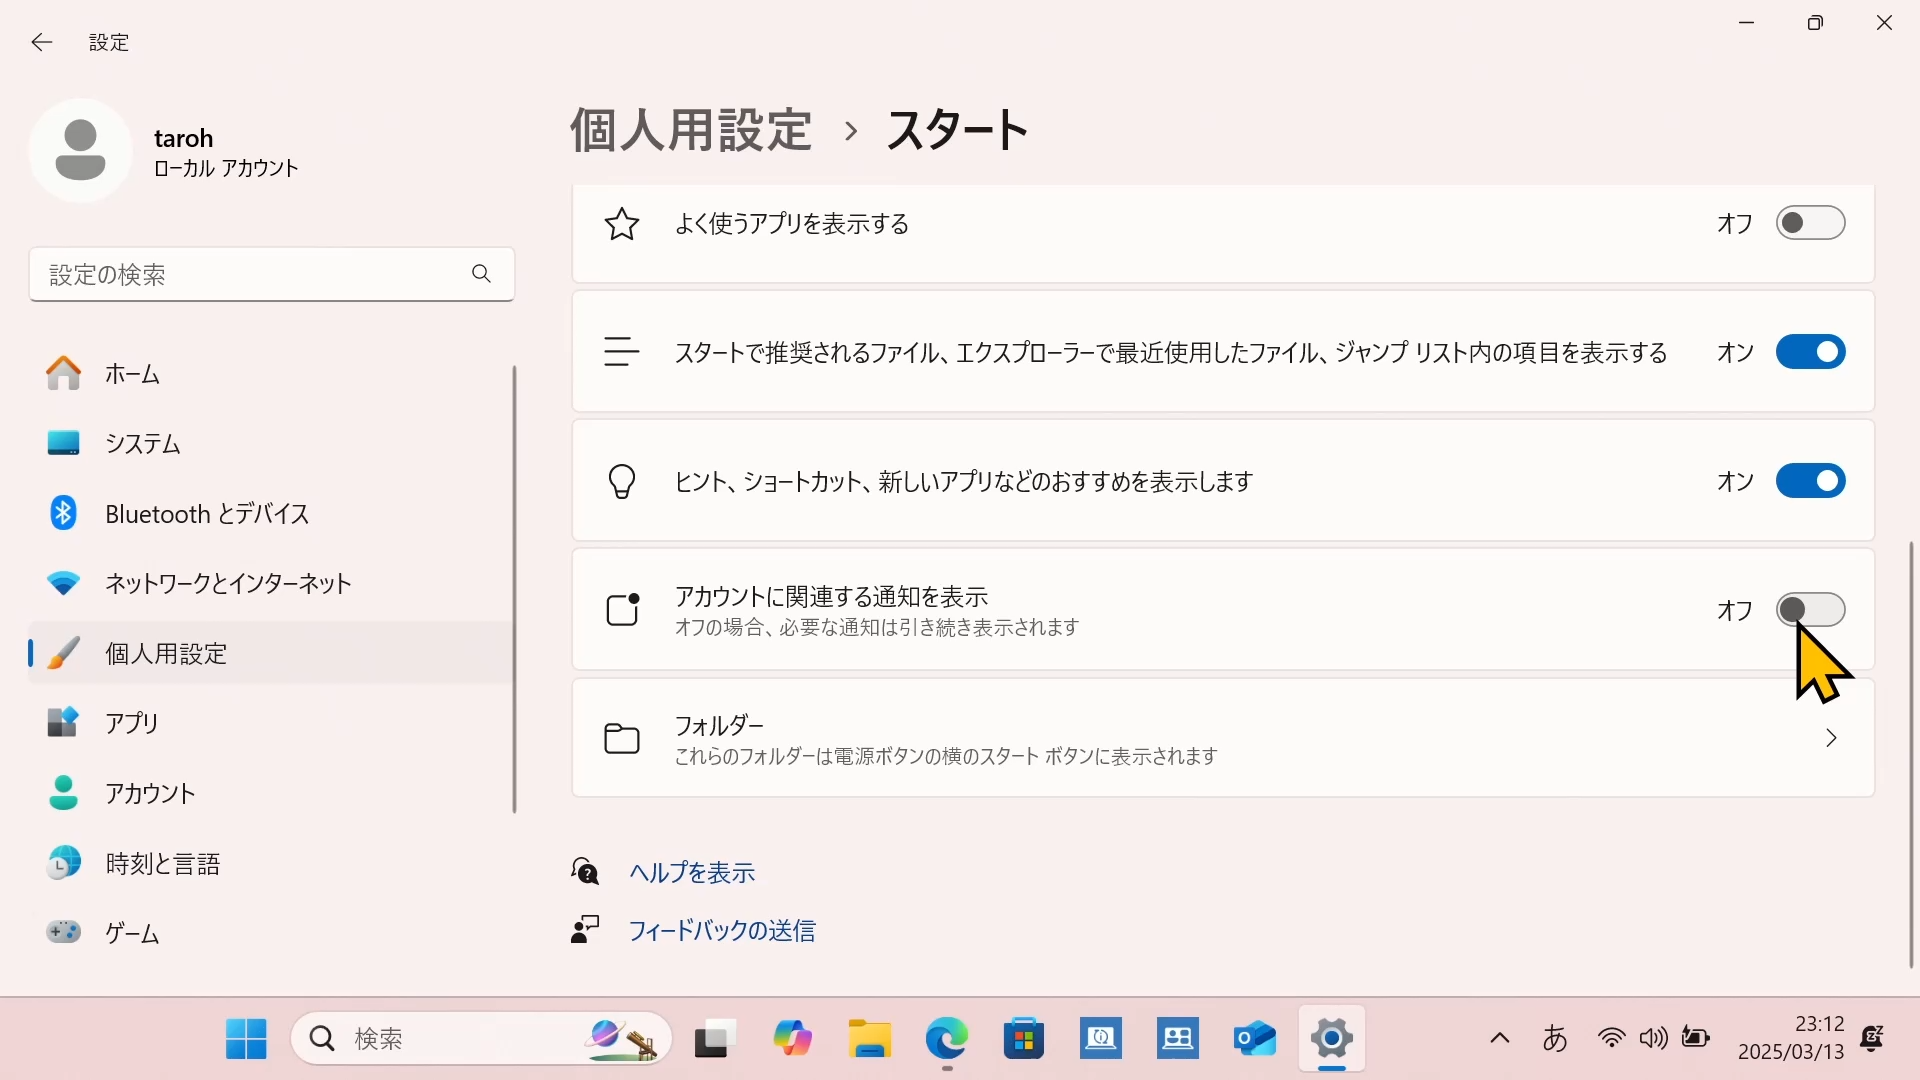 設定
taroh
ローカル アカウント
設定の検索
ホーム
システム
Bluetooth とデバイス
ネットワークとインターネット
個人用設定
アプリ
アカウント
時刻と言語
ゲーム
個人用設定 › スタート
よく使うアプリを表示する
オフ
スタートで推奨されるファイル、エクスプローラーで最近使用したファイル、ジャンプ リスト内の項目を表示する
オン
ヒント、ショートカット、新しいアプリなどのおすすめを表示します
オン
アカウントに関連する通知を表示
オフの場合、必要な通知は引き続き表示されます
オフ
フォルダー
これらのフォルダーは電源ボタンの横のスタート ボタンに表示されます
ヘルプを表示
フィードバックの送信
検索
あ
23:12
2025/03/13